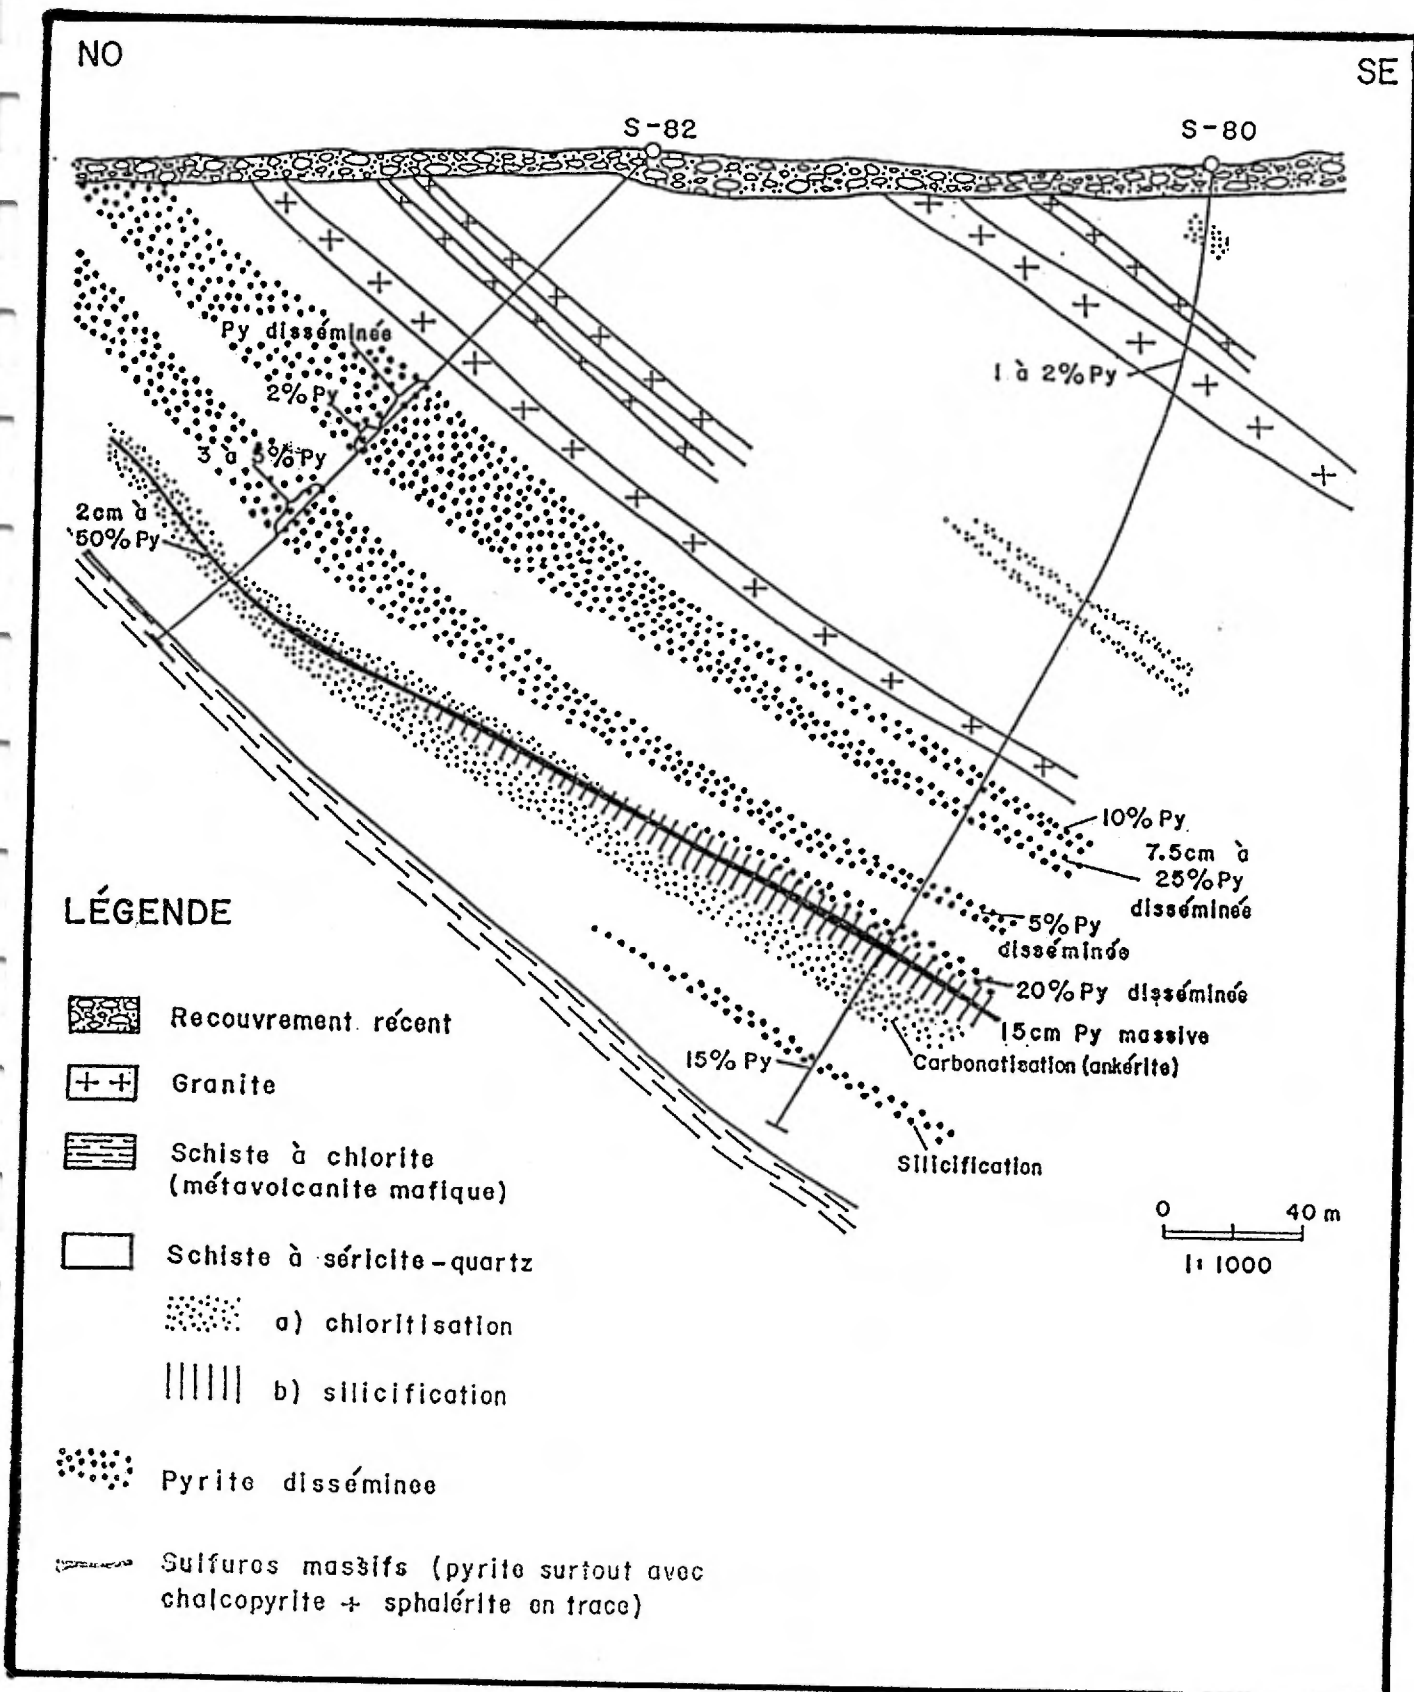 NO
SE
S-82
S-80
Py disséminée
2% Py
3 à 5% Py
2cm à
50% Py
1 à 2% Py
10% Py
7.5cm à
25% Py
disséminée
5% Py
disséminée
20% Py disséminée
15cm Py massive
Carbonatisation (ankérite)
15% Py
Silicification
LÉGENDE
Recouvrement récent
Granite
Schiste à chlorite
(métavolcanite mafique)
Schiste à séricite-quartz
a) chloritisation
b) silicification
Pyrite disséminee
Sulfures massifs (pyrite surtout avec
chalcopyrite + sphalérite en trace)
0 40 m
1: 1000